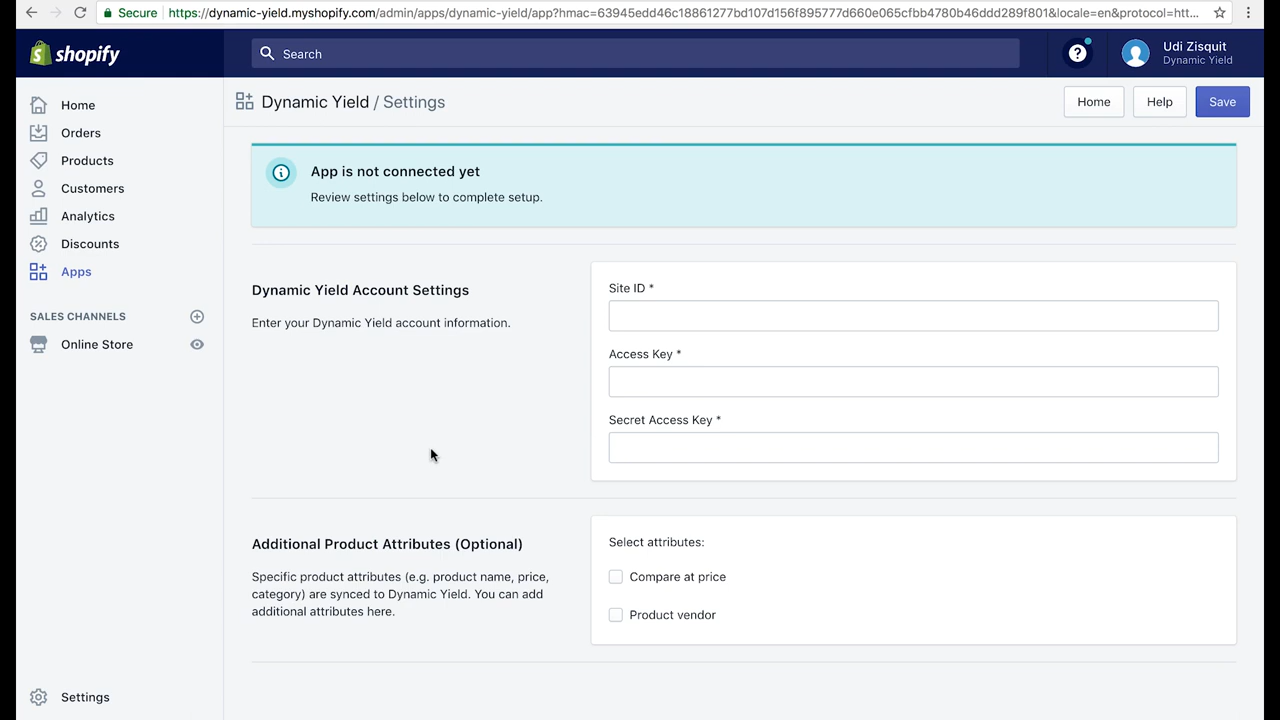 Secure https://dynamic-yield.myshopify.com/admin/apps/dynamic-yield/app?hmac=63945edd46c18861277bd107d156f895777d660e065cfbb4780b46ddd289f801&locale=en&protocol=htt...
shopify
Search
?
Udi Zisquit
Dynamic Yield
Home
Orders
Products
Customers
Analytics
Discounts
Apps
SALES CHANNELS
Online Store
Settings
Dynamic Yield / Settings
Home
Help
Save
App is not connected yet
Review settings below to complete setup.
Dynamic Yield Account Settings
Enter your Dynamic Yield account information.
Site ID *
Access Key *
Secret Access Key *
Additional Product Attributes (Optional)
Specific product attributes (e.g. product name, price,
category) are synced to Dynamic Yield. You can add
additional attributes here.
Select attributes:
Compare at price
Product vendor